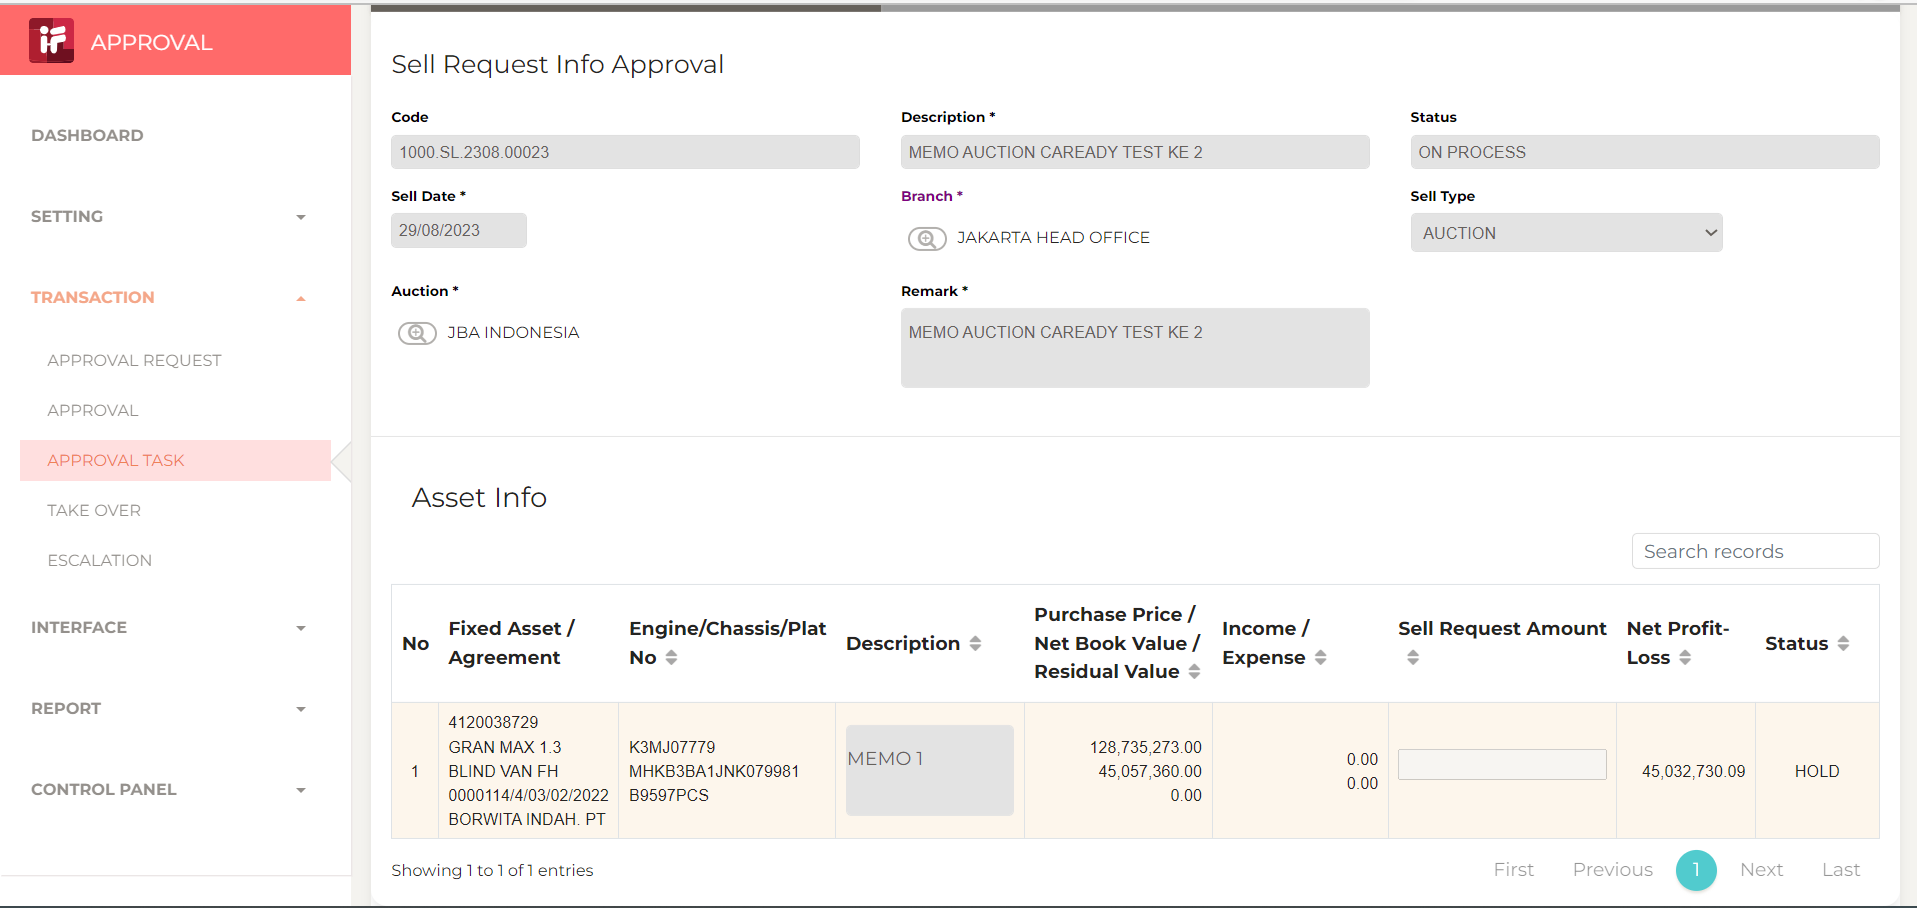 iF APPROVAL
DASHBOARD
SETTING
TRANSACTION
APPROVAL REQUEST
APPROVAL
APPROVAL TASK
TAKE OVER
ESCALATION
INTERFACE
REPORT
CONTROL PANEL
Sell Request Info Approval
Code
1000.SL.2308.00023
Description *
MEMO AUCTION CAREADY TEST KE 2
Status
ON PROCESS
Sell Date *
29/08/2023
Branch *
JAKARTA HEAD OFFICE
Sell Type
AUCTION
Auction *
JBA INDONESIA
Remark *
MEMO AUCTION CAREADY TEST KE 2
Asset Info
Search records
No
Fixed Asset /
Agreement
Engine/Chassis/Plat
No
Description
Purchase Price /
Net Book Value /
Residual Value
Income /
Expense
Sell Request Amount
Net Profit-
Loss
Status
1
4120038729
GRAN MAX 1.3
BLIND VAN FH
0000114/4/03/02/2022
BORWITA INDAH. PT
K3MJ07779
MHKB3BA1JNK079981
B9597PCS
MEMO 1
128,735,273.00
45,057,360.00
0.00
0.00
0.00
45,032,730.09
HOLD
Showing 1 to 1 of 1 entries
First
Previous
1
Next
Last